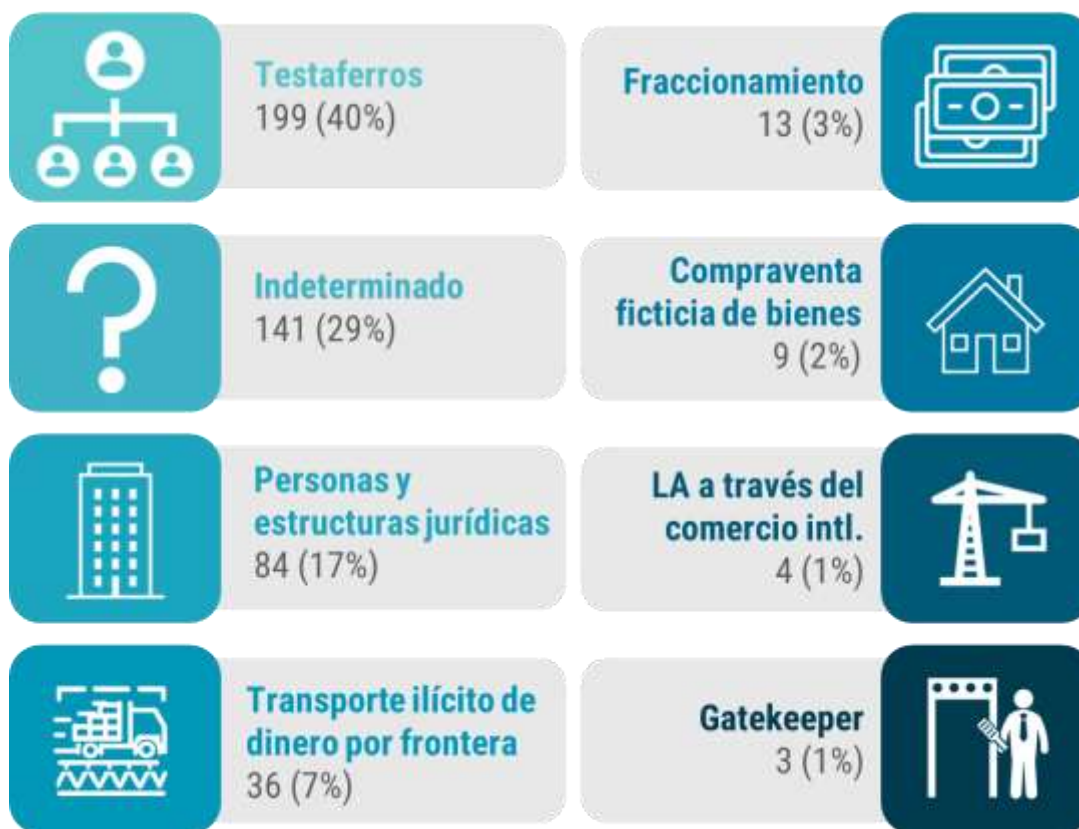 Testaferros
199 (40%)
Fraccionamiento
13 (3%)
Indeterminado
141 (29%)
Compraventa
ficticia de bienes
9 (2%)
Personas y
estructuras jurídicas
84 (17%)
LA a través del
comercio intl.
4 (1%)
Transporte ilícito de
dinero por frontera
36 (7%)
Gatekeeper
3 (1%)